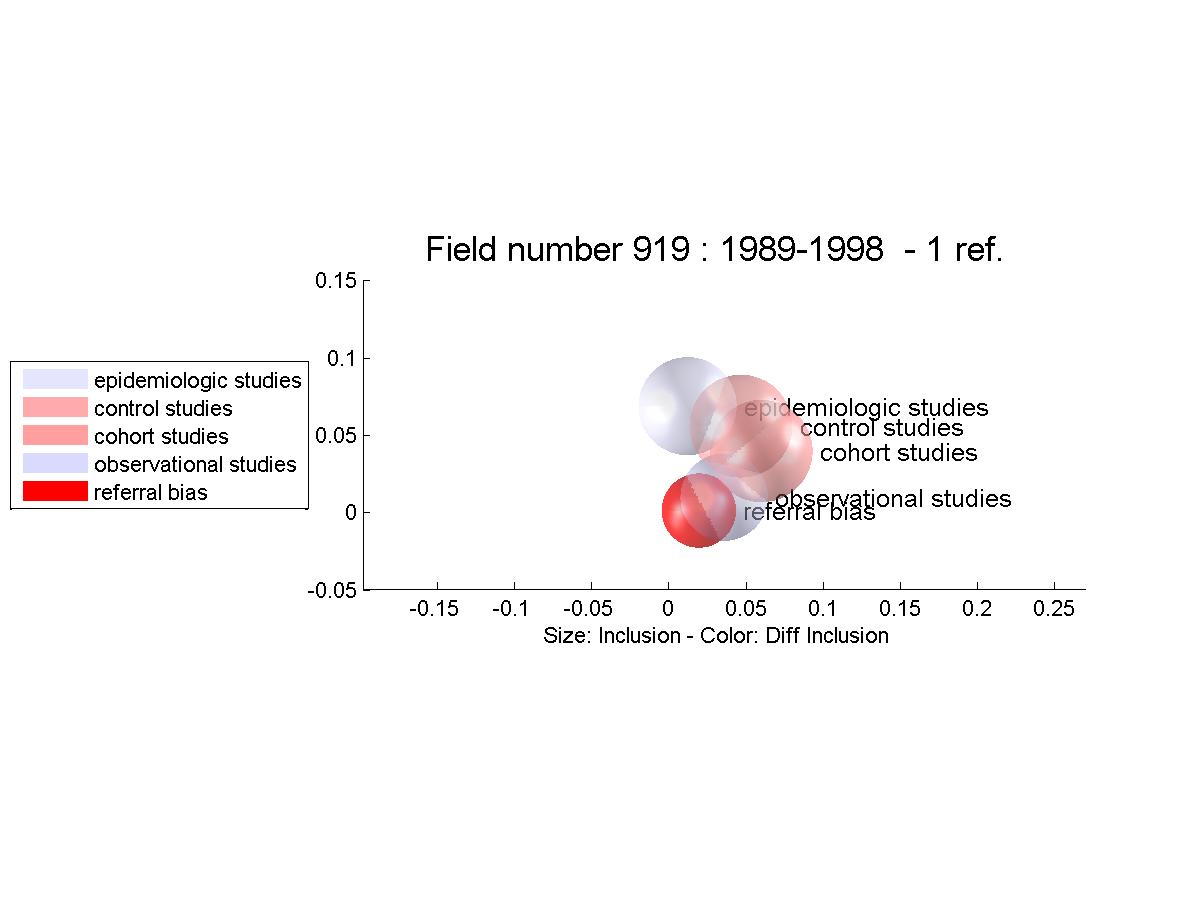 Field number 919 : 1989-1998  - 1 ref.
0.15
0.1
0.05
0
-0.05
epidemiologic studies
control studies
cohort studies
observational studies
referral bias
epidemiologic studies
control studies
cohort studies
observational studies
referral bias
-0.15 -0.1 -0.05 0 0.05 0.1 0.15 0.2 0.25
Size: Inclusion - Color: Diff Inclusion